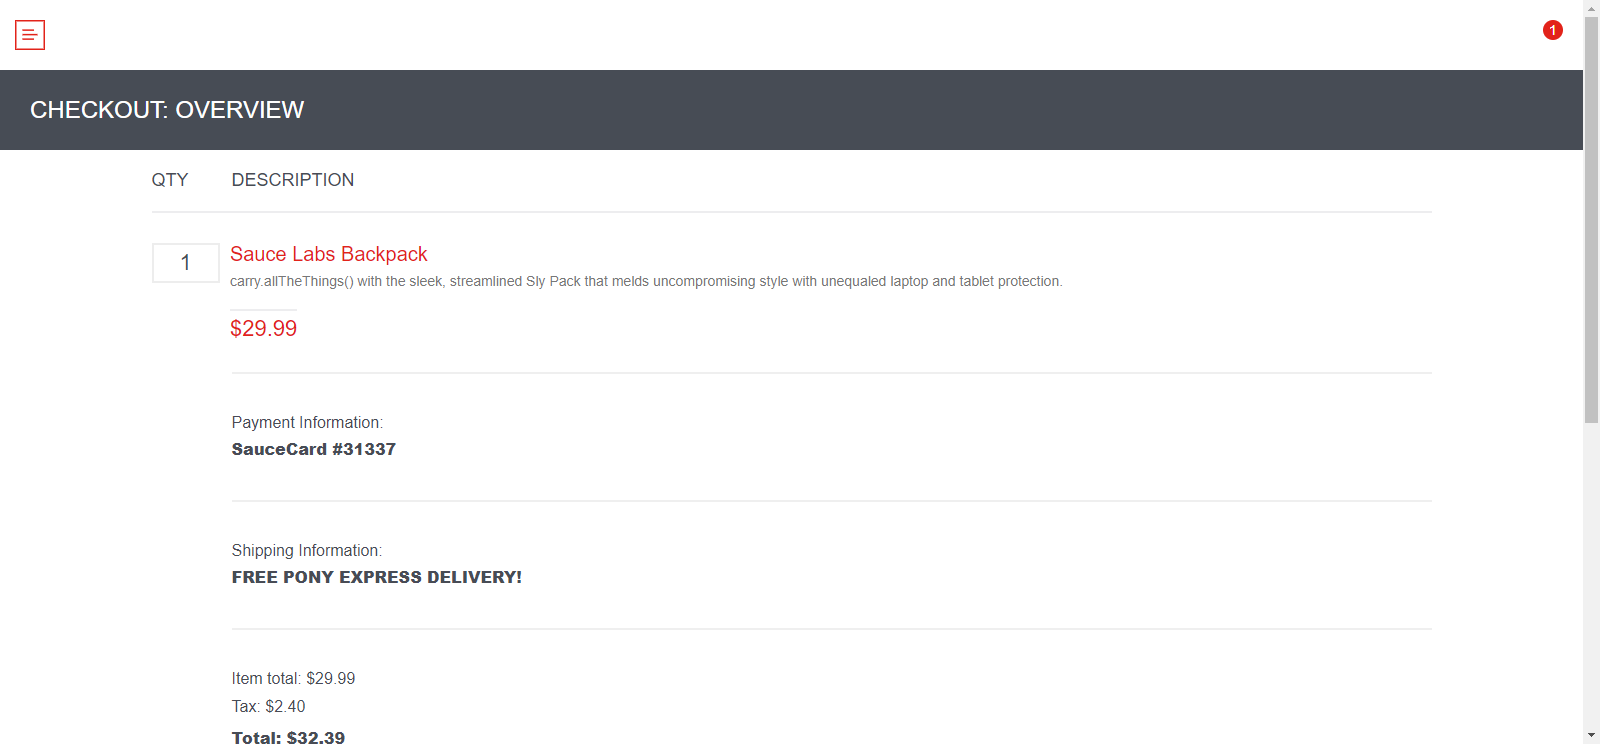 1
CHECKOUT: OVERVIEW
QTY DESCRIPTION
1 Sauce Labs Backpack
carry.allTheThings() with the sleek, streamlined Sly Pack that melds uncompromising style with unequaled laptop and tablet protection.
$29.99
Payment Information:
SauceCard #31337
Shipping Information:
FREE PONY EXPRESS DELIVERY!
Item total: $29.99
Tax: $2.40
Total: $32.39